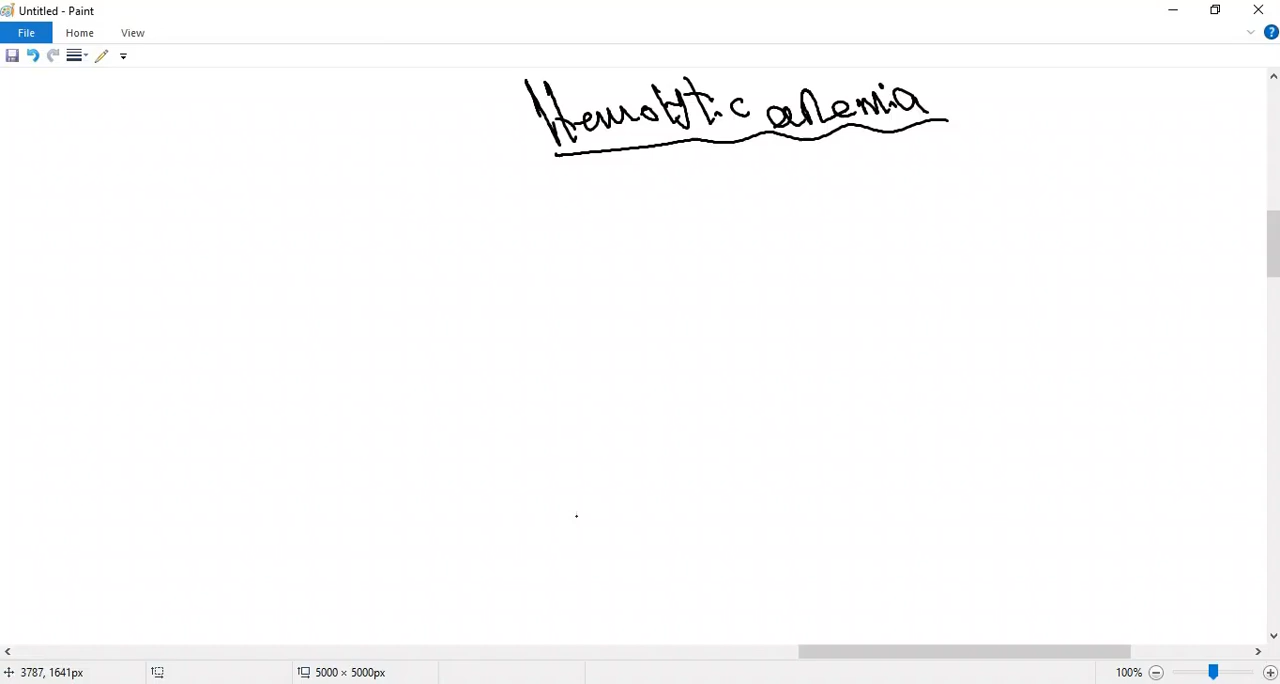 Untitled - Paint
File Home View
Hemolytic anemia
3787, 1641px 5000 × 5000px 100%